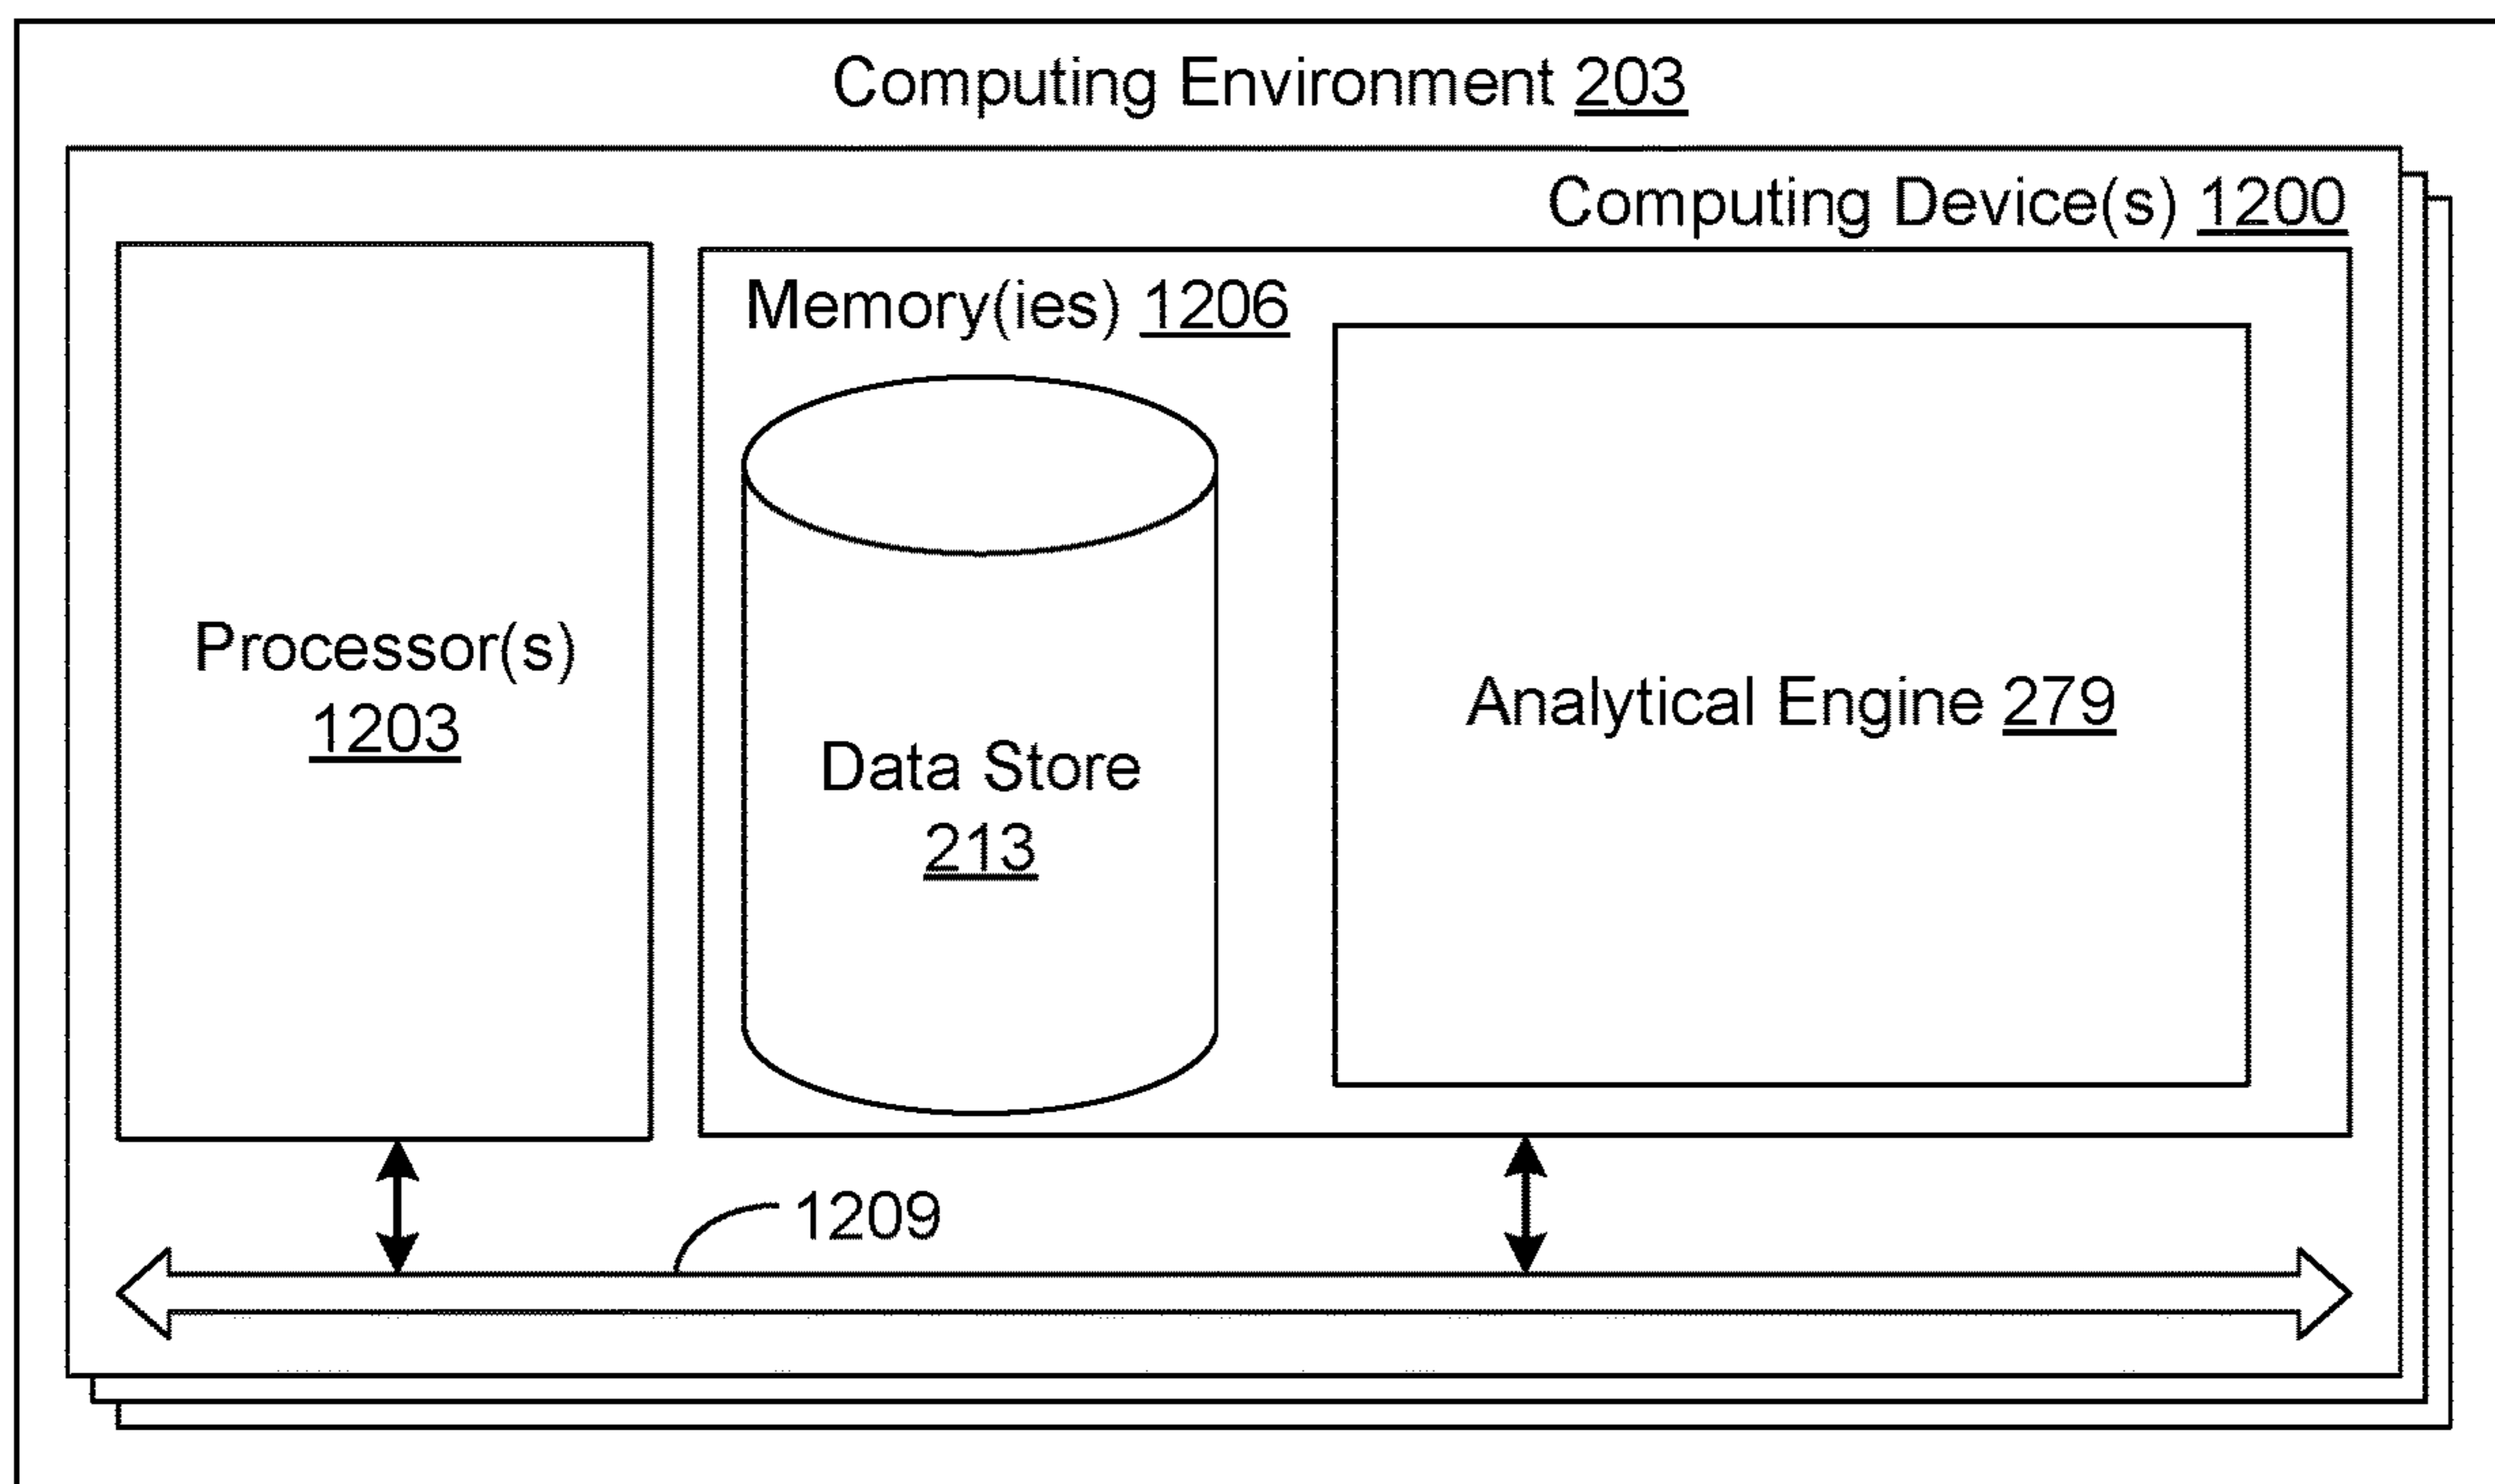 Computing Environment 203
Computing Device(s) 1200
Memory(ies) 1206
Processor(s)
1203
Analytical Engine 279
Data Store
213
1209